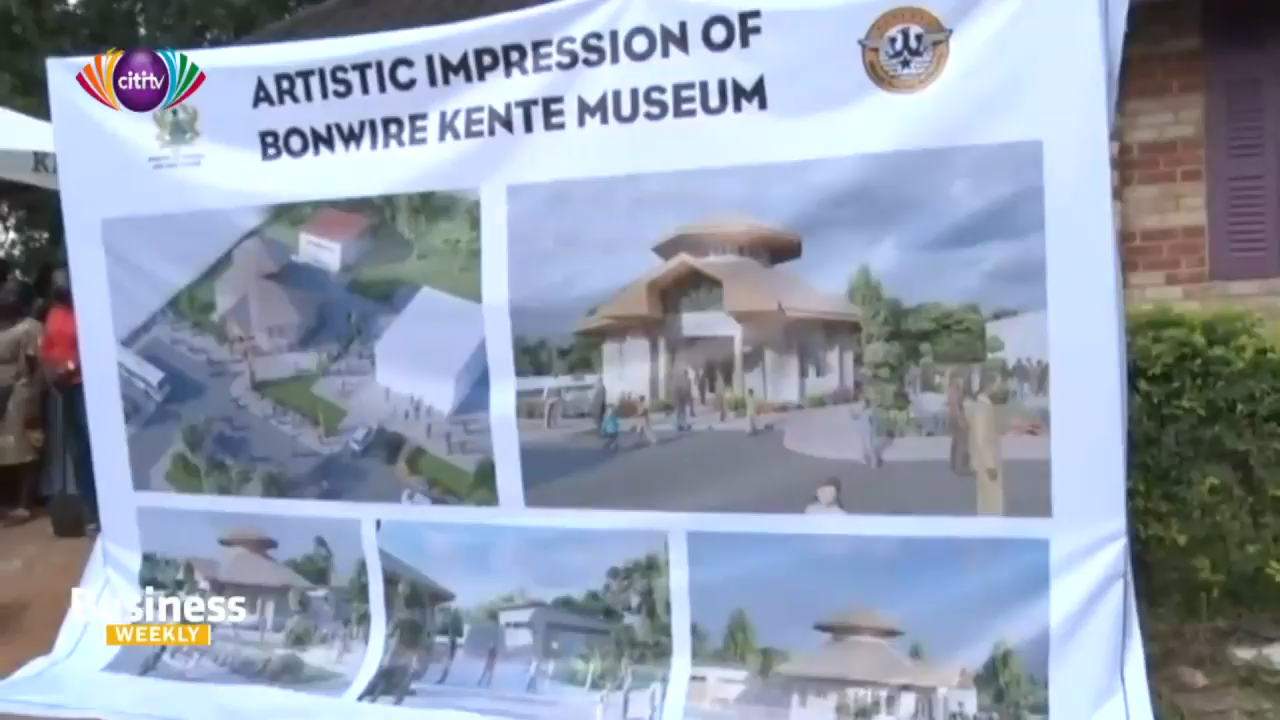 citi tv
ARTISTIC IMPRESSION OF
BONWIRE KENTE MUSEUM
Business
WEEKLY